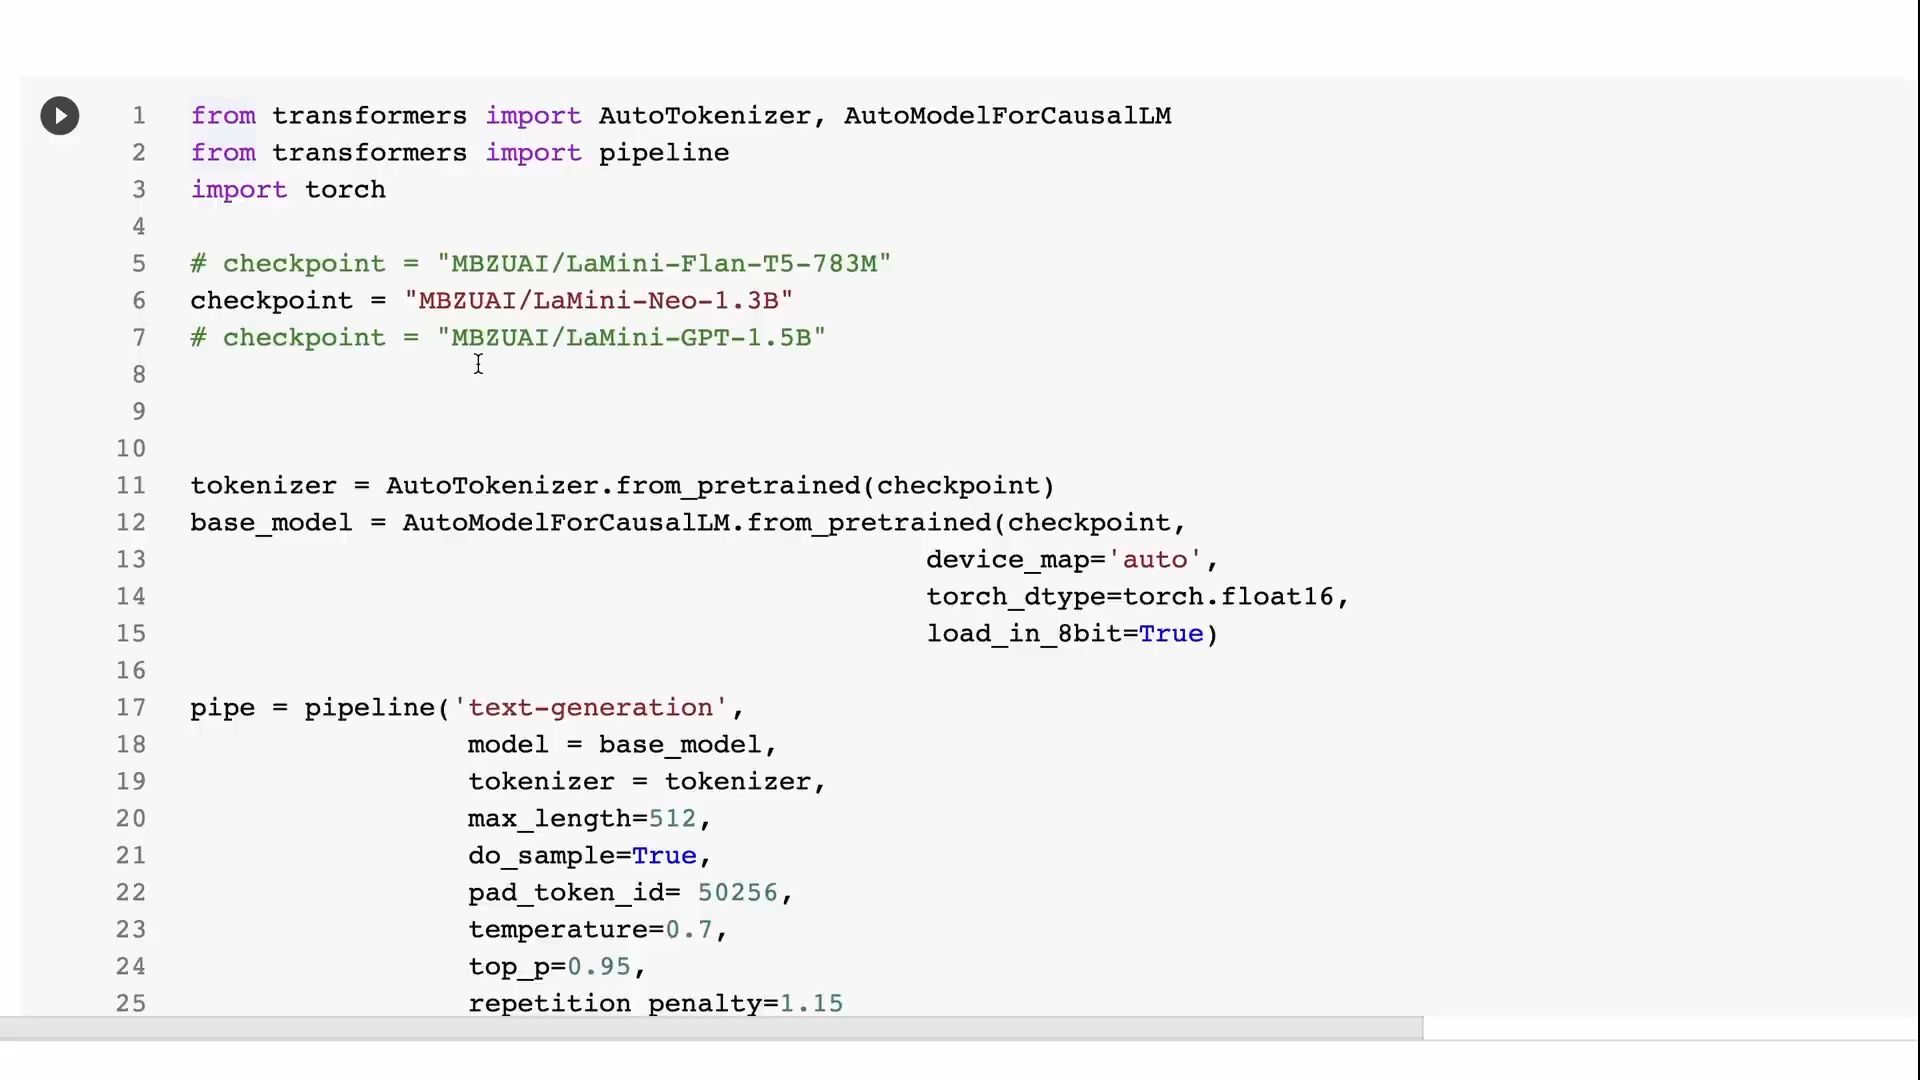 1 from transformers import AutoTokenizer, AutoModelForCausalLM
2 from transformers import pipeline
3 import torch
4
5 # checkpoint = "MBZUAI/LaMini-Flan-T5-783M"
6 checkpoint = "MBZUAI/LaMini-Neo-1.3B"
7 # checkpoint = "MBZUAI/LaMini-GPT-1.5B"
8
9
10
11 tokenizer = AutoTokenizer.from_pretrained(checkpoint)
12 base_model = AutoModelForCausalLM.from_pretrained(checkpoint,
13 device_map='auto',
14 torch_dtype=torch.float16,
15 load_in_8bit=True)
16
17 pipe = pipeline('text-generation',
18 model = base_model,
19 tokenizer = tokenizer,
20 max_length=512,
21 do_sample=True,
22 pad_token_id= 50256,
23 temperature=0.7,
24 top_p=0.95,
25 repetition_penalty=1.15